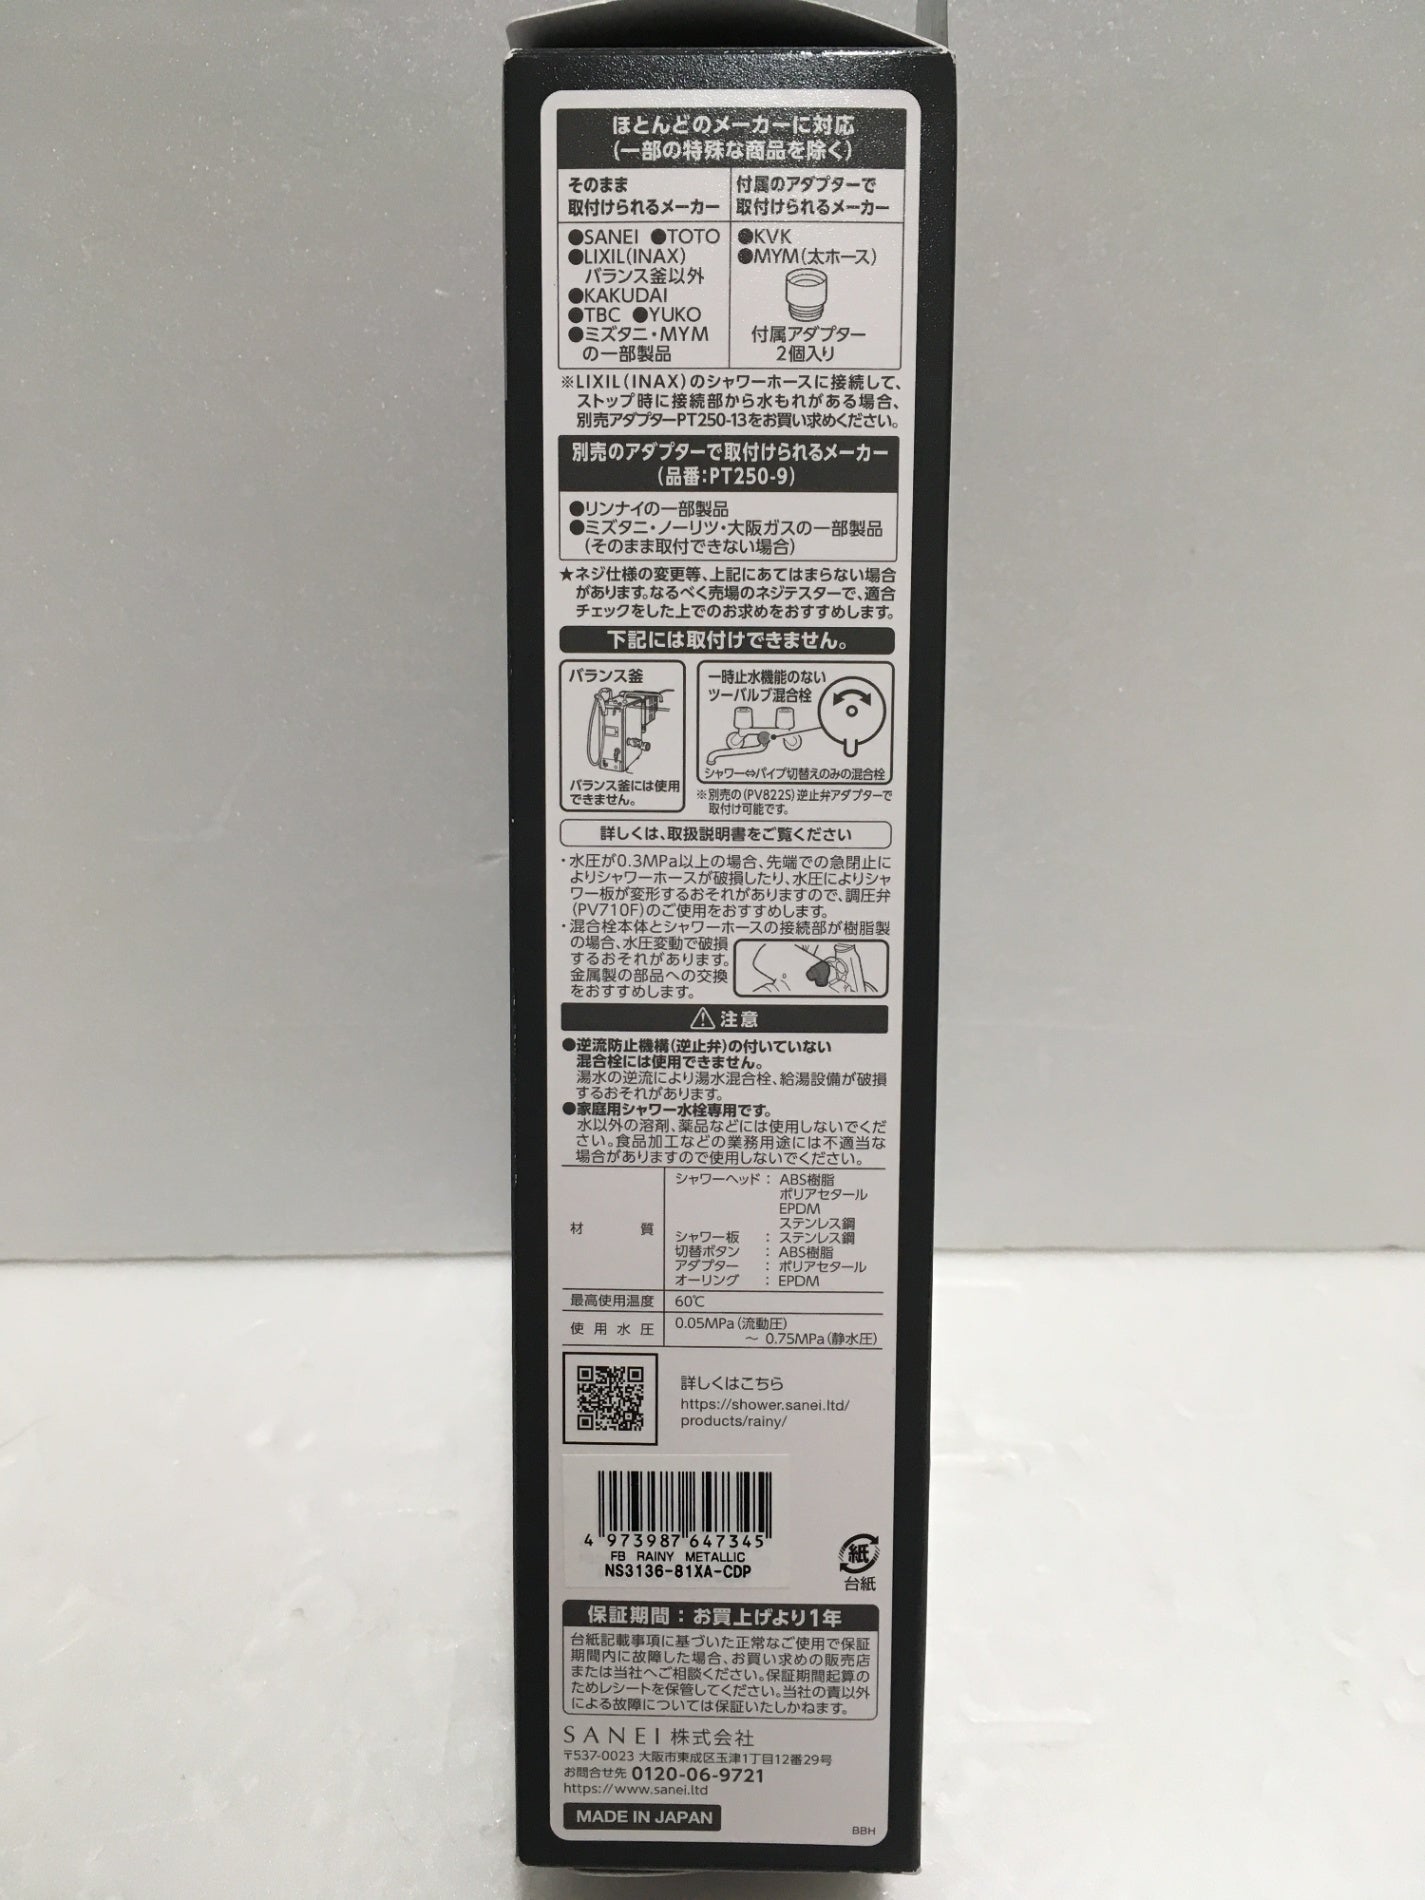 ほとんどのメーカーに対応
(一部の特殊な商品を除く)
そのまま
取付けられるメーカー
●SANEI ●TOTO
●LIXIL(INAX)
バランス釜以外
●KAKUDAI
●TBC ●YUKO
●ミズタニ・MYM
の一部製品
付属のアダプターで
取付けられるメーカー
●KVK
●MYM(太ホース)
付属アダプター
2個入り
※LIXIL(INAX)のシャワーホースに接続して、
ストップ時に接続部から水もれがある場合、
別売アダプターPT250-13をお買い求めください。
別売のアダプターで取付けられるメーカー
(品番:PT250-9)
●リンナイの一部製品
●ミズタニ・ノーリツ・大阪ガスの一部製品
(そのまま取付できない場合)
★ネジ仕様の変更等、上記にあてはまらない場合
があります。なるべく売場のネジテスターで、適合
チェックをした上でのお求めをおすすめします。
下記には取付けできません。
バランス釜
バランス釜には使用
できません。
一時止水機能のない
ツーバルブ混合栓
シャワー⇔パイプ切替えのみの混合栓
※別売の(PV822S)逆止弁アダプターで
取付け可能です。
詳しくは、取扱説明書をご覧ください
・水圧が0.3MPa以上の場合、先端での急閉止に
よりシャワーホースが破損したり、水圧によりシャ
ワー板が変形するおそれがありますので、調圧弁
(PV710F)のご使用をおすすめします。
・混合栓本体とシャワーホースの接続部が樹脂製
の場合、水圧変動で破損
するおそれがあります。
金属製の部品への交換
をおすすめします。
⚠注意
●逆流防止機構(逆止弁)の付いていない
混合栓には使用できません。
湯水の逆流により湯水混合栓、給湯設備が破損
するおそれがあります。
●家庭用シャワー水栓専用です。
水以外の溶剤、薬品などには使用しないでくだ
さい。食品加工などの業務用途には不適当な
場合がありますので使用しないでください。
材質
シャワーヘッド：ABS樹脂
ポリアセタール
EPDM
ステンレス鋼
シャワー板：ステンレス鋼
切替ボタン：ABS樹脂
アダプター：ポリアセタール
オーリング：EPDM
最高使用温度 60℃
使用水圧 0.05MPa(流動圧)
～ 0.75MPa(静水圧)
詳しくはこちら
https://shower.sanei.ltd/
products/rainy/
4 973987 647345
FB RAINY METALLIC
NS3136-81XA-CDP
紙
台紙
保証期間：お買上げより1年
台紙記載事項に基づいた正常なご使用で保証
期間内に故障した場合、お買い求めの販売店
または当社へご相談ください。保証期間起算の
ためレシートを保管してください。当社の責以外
による故障については保証いたしかねます。
SANEI 株式会社
〒537-0023 大阪市東成区玉津1丁目12番29号
お問合せ先 0120-06-9721
https://www.sanei.ltd
MADE IN JAPAN
BBH